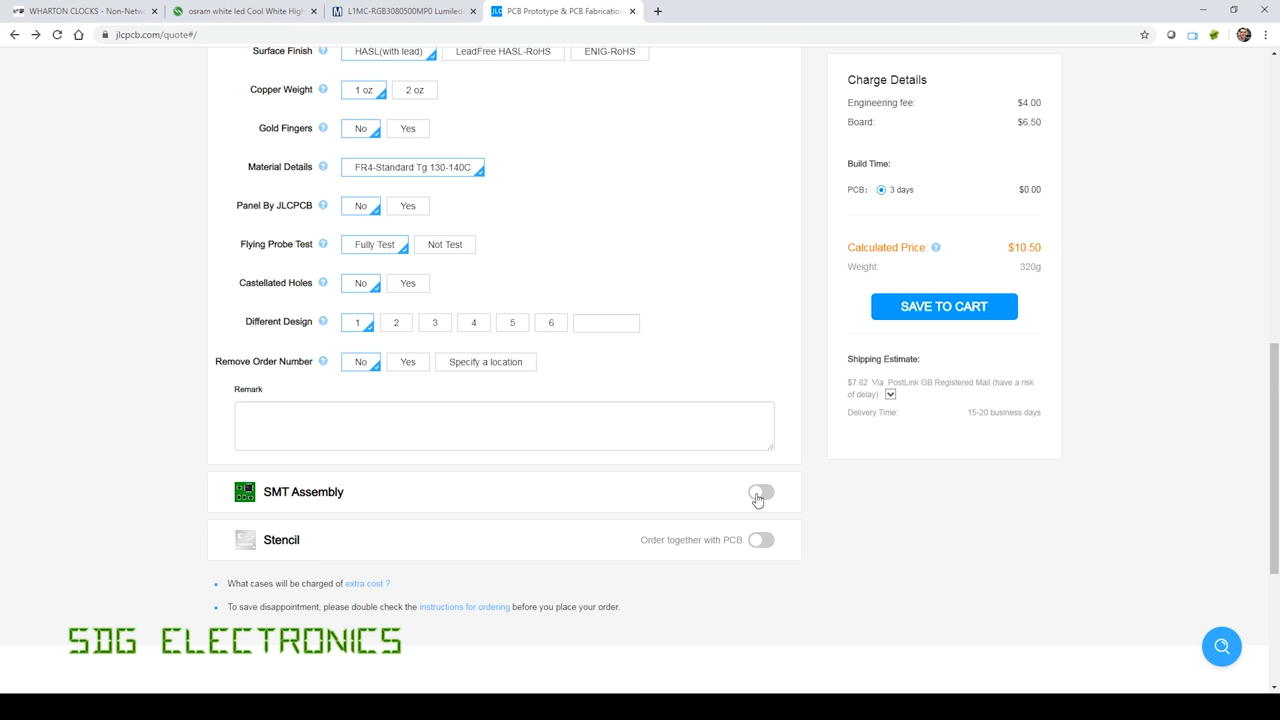 WHARTON CLOCKS - Non-Netw
osram white led Cool White High
L1MC-RGB3080500MP0 Lumiled
PCB Prototype & PCB Fabricatio
jlcpcb.com/quote#/
Surface Finish HASL(with lead) LeadFree HASL-RoHS ENIG-RoHS
Copper Weight 1 oz 2 oz
Gold Fingers No Yes
Material Details FR4-Standard Tg 130-140C
Panel By JLCPCB No Yes
Flying Probe Test Fully Test Not Test
Castellated Holes No Yes
Different Design 1 2 3 4 5 6
Remove Order Number No Yes Specify a location
Remark
SMT Assembly
Stencil Order together with PCB
What cases will be charged of extra cost ?
To save disappointment, please double check the instructions for ordering before you place your order.
Charge Details
Engineering fee: $4.00
Board: $6.50
Build Time:
PCB: 3 days $0.00
Calculated Price: $10.50
Weight: 320g
SAVE TO CART
Shipping Estimate:
$7.82 Via PostLink GB Registered Mail (have a risk
of delay)
Delivery Time: 15-20 business days
SDG ELECTRONICS